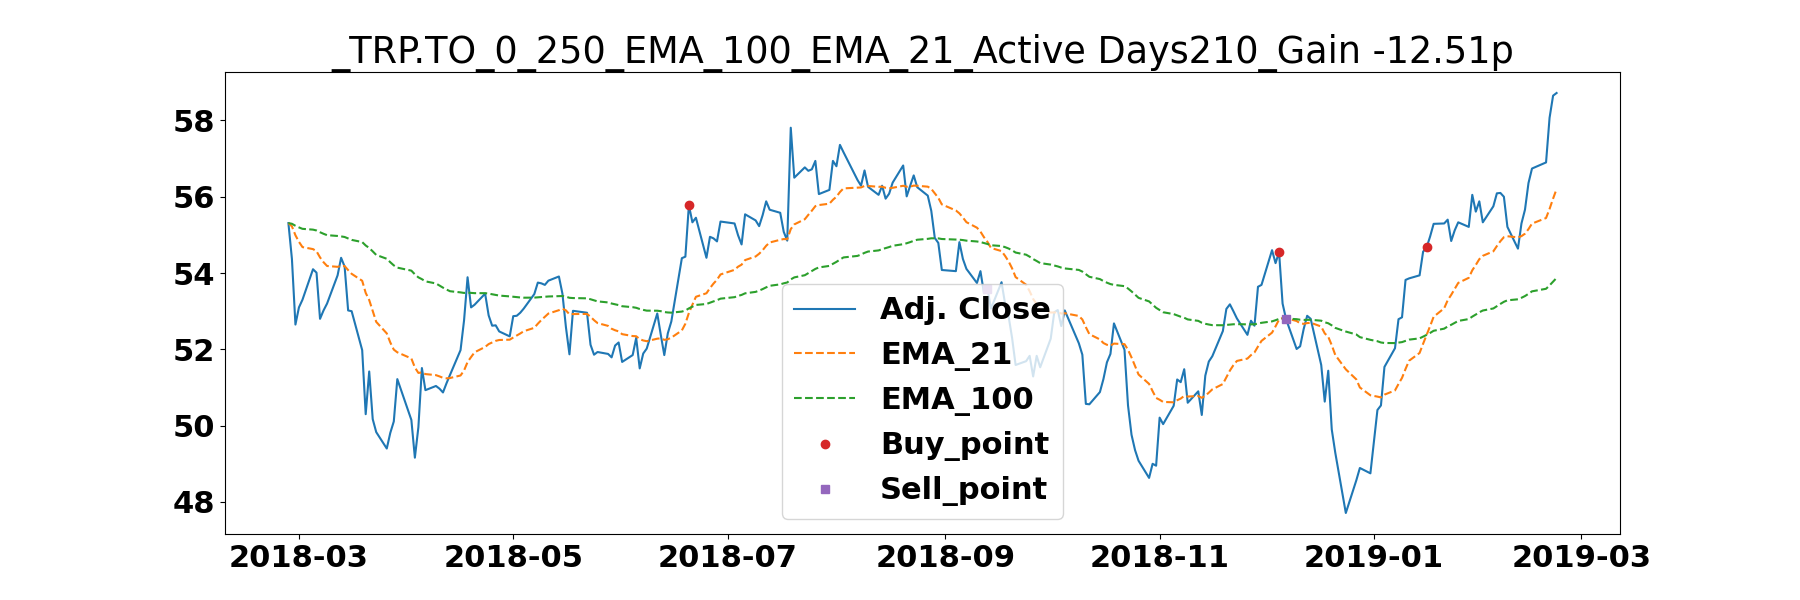 _TRP.TO_0_250_EMA_100_EMA_21_Active Days210_Gain -12.51p
58
56
54
52
50
48
Adj. Close
EMA_21
EMA_100
Buy_point
Sell_point
2018-03 2018-05 2018-07 2018-09 2018-11 2019-01 2019-03